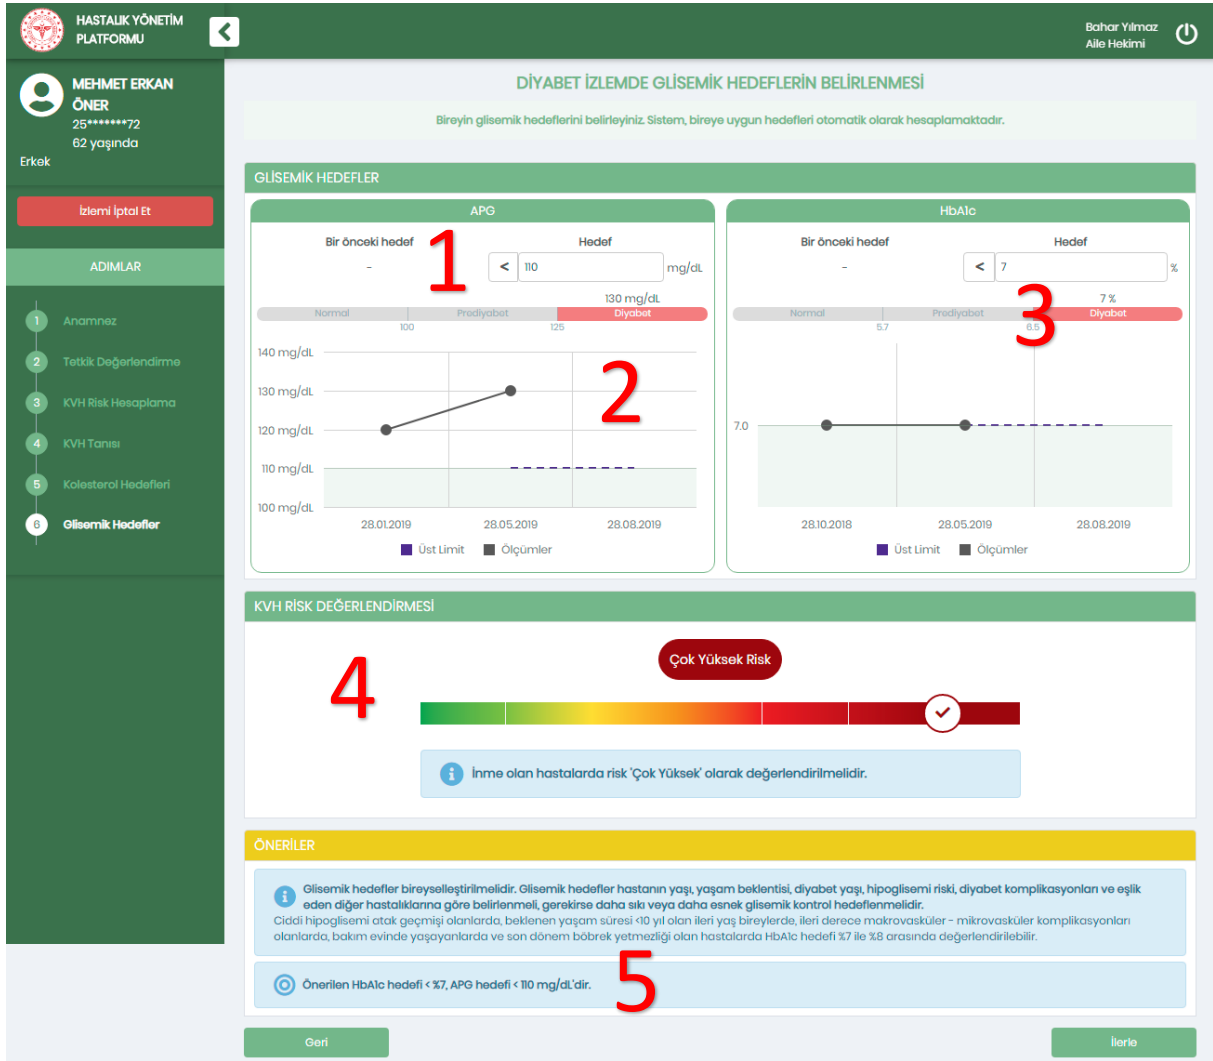 HASTALIK YÖNETİM
PLATFORMU
Bahar Yılmaz
Aile Hekimi
MEHMET ERKAN
ÖNER
25*******72
62 yaşında
Erkek
İzlemi İptal Et
ADIMLAR
1 Anamnez
2 Tetkik Değerlendirme
3 KVH Risk Hesaplama
4 KVH Tanısı
5 Kolesterol Hedefleri
6 Glisemik Hedefler
DİYABET İZLEMDE GLİSEMİK HEDEFLERİN BELİRLENMESİ
Bireyin glisemik hedeflerini belirleyiniz. Sistem, bireye uygun hedefleri otomatik olarak hesaplamaktadır.
GLİSEMİK HEDEFLER
APG
Bir önceki hedef Hedef
1
- < 110 mg/dL
130 mg/dL
Normal Prediyabet Diyabet
100 125
140 mg/dL
130 mg/dL
2
120 mg/dL
110 mg/dL
100 mg/dL
28.01.2019 28.05.2019 28.08.2019
Üst Limit Ölçümler
HbA1c
Bir önceki hedef Hedef
- < 7 %
3
7 %
Normal Prediyabet Diyabet
5.7 6.5
7.0
28.10.2018 28.05.2019 28.08.2019
Üst Limit Ölçümler
KVH RİSK DEĞERLENDİRMESİ
4
Çok Yüksek Risk
İnme olan hastalarda risk 'Çok Yüksek' olarak değerlendirilmelidir.
ÖNERİLER
Glisemik hedefler bireyselleştirilmelidir. Glisemik hedefler hastanın yaşı, yaşam beklentisi, diyabet yaşı, hipoglisemi riski, diyabet komplikasyonları ve eşlik
eden diğer hastalıklarına göre belirlenmeli, gerekirse daha sıkı veya daha esnek glisemik kontrol hedeflenmelidir.
Ciddi hipoglisemi atak geçmişi olanlarda, beklenen yaşam süresi <10 yıl olan ileri yaş bireylerde, ileri derece makrovasküler - mikrovasküler komplikasyonları
olanlarda, bakım evinde yaşayanlarda ve son dönem böbrek yetmezliği olan hastalarda HbA1c hedefi %7 ile %8 arasında değerlendirilebilir.
5
Önerilen HbA1c hedefi < %7, APG hedefi < 110 mg/dL'dir.
Geri
İlerle